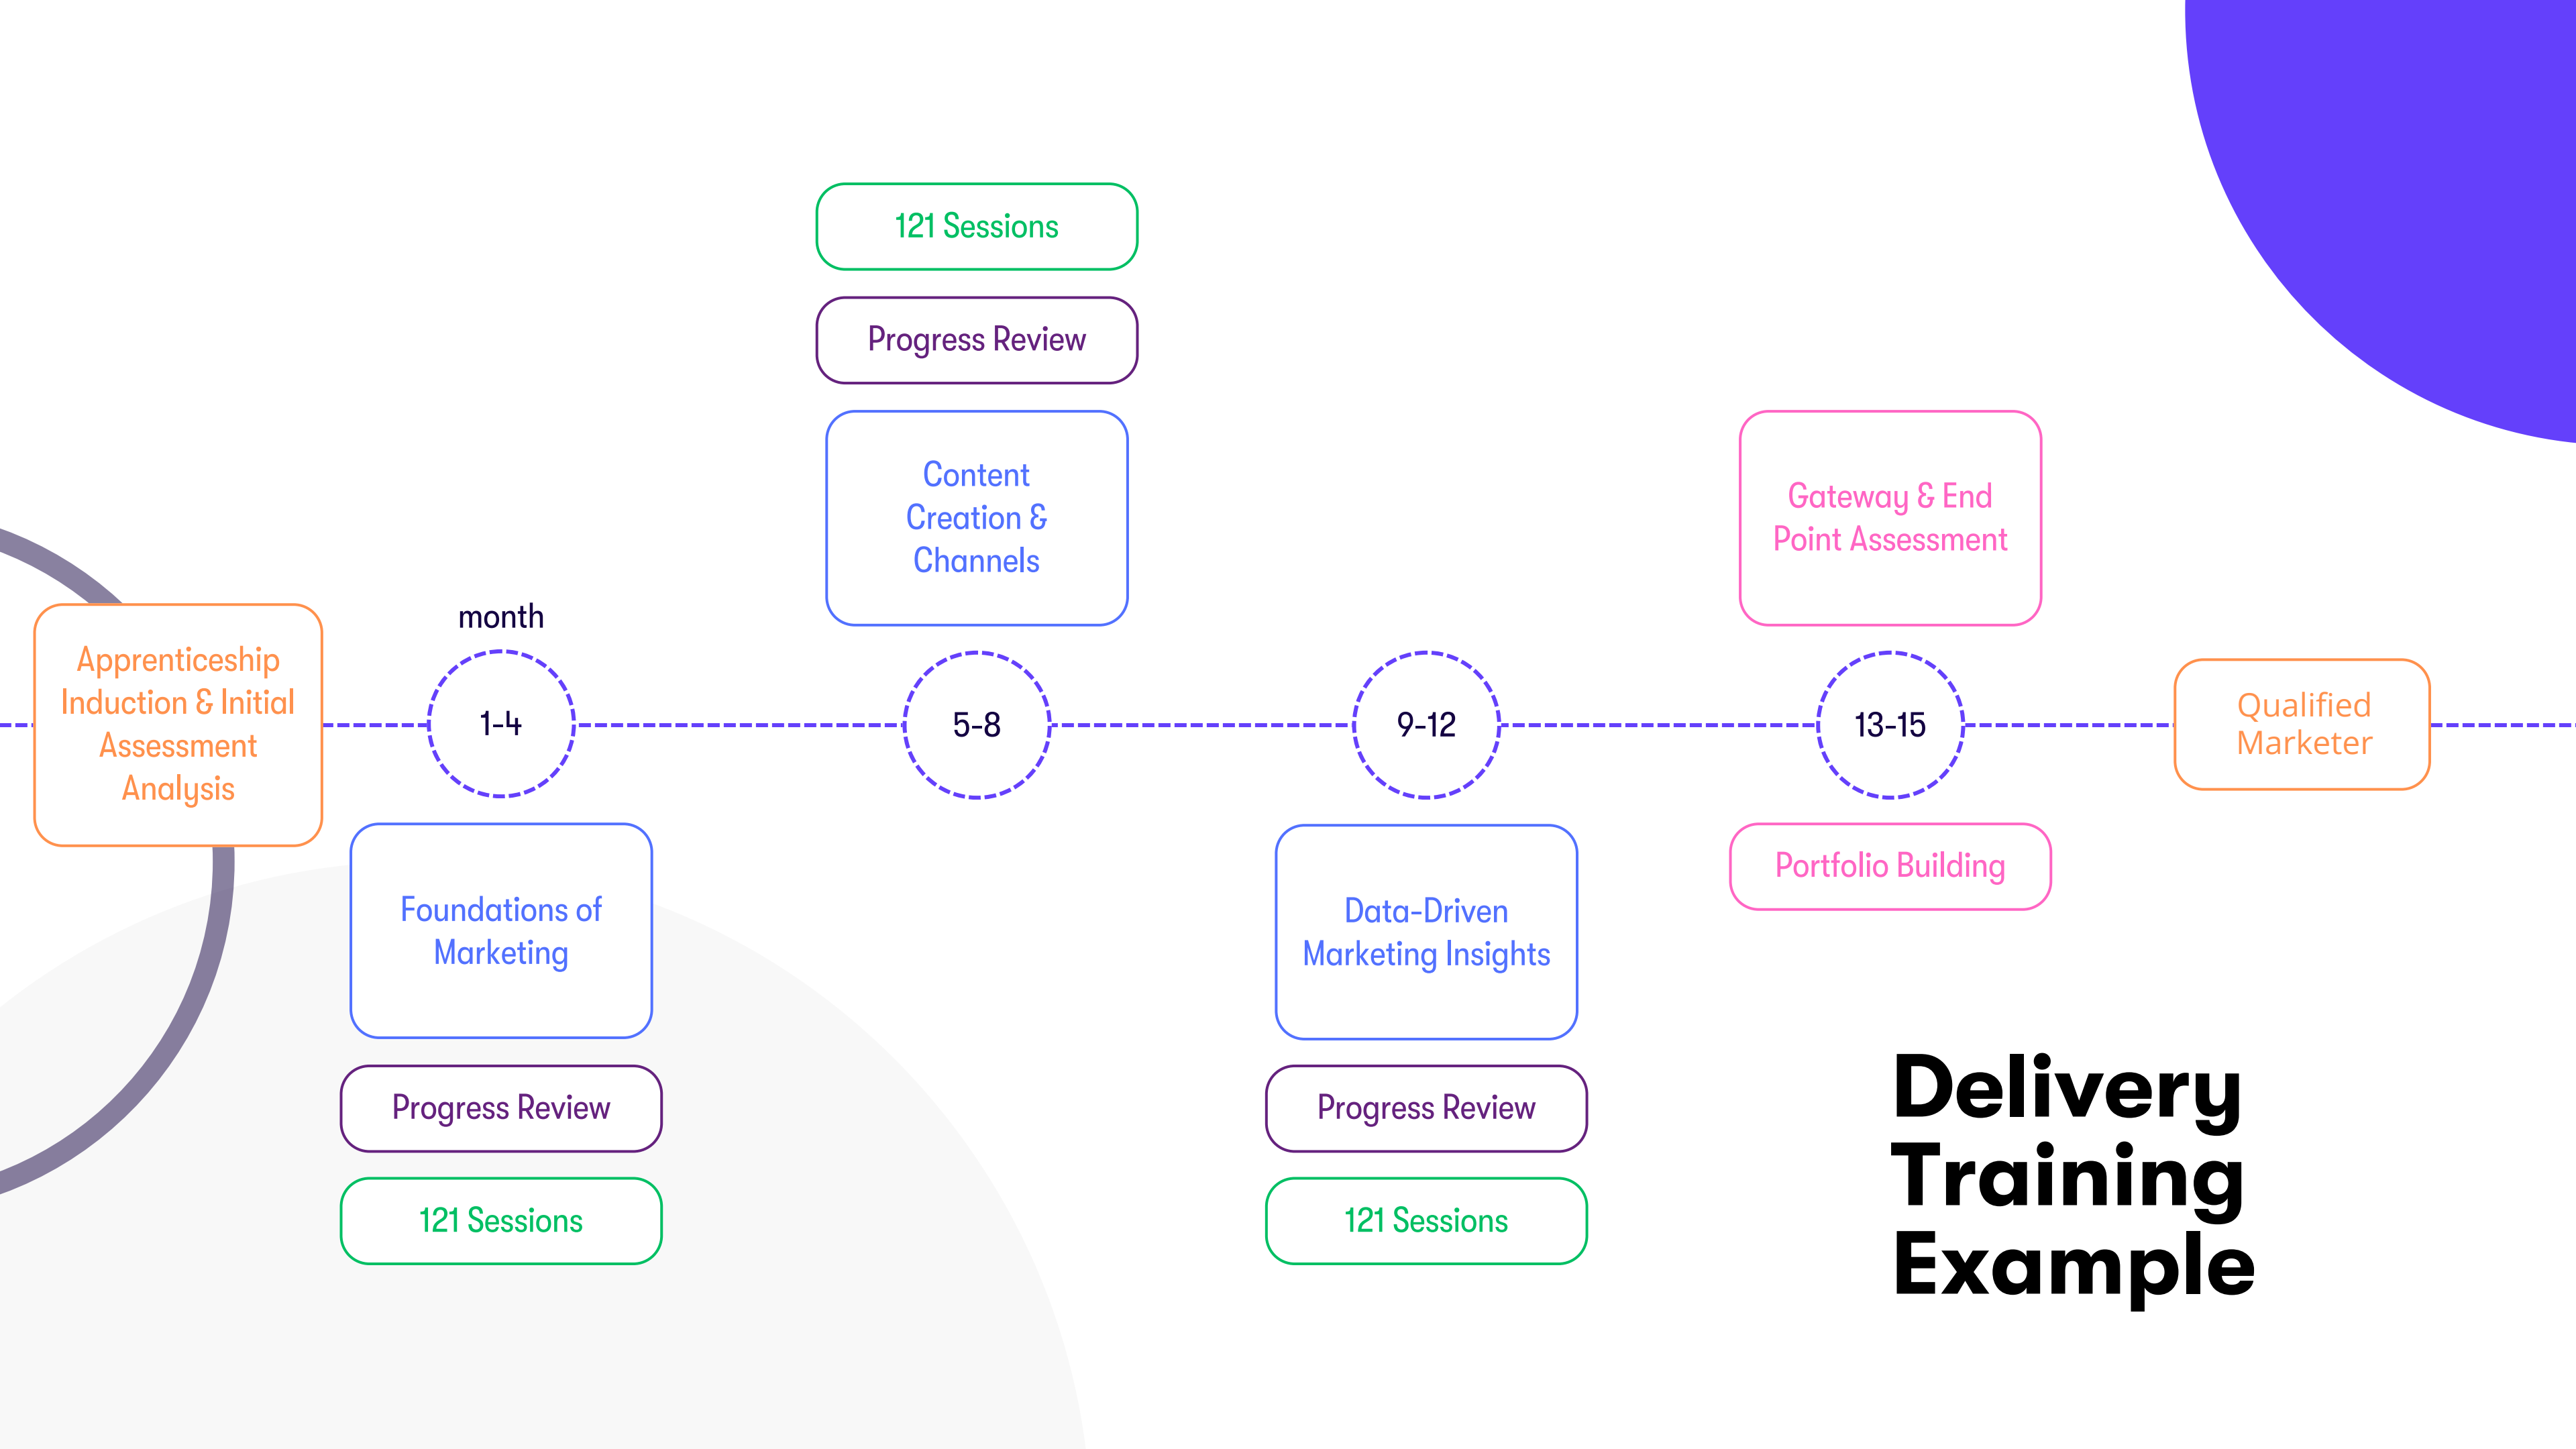 121 Sessions
Progress Review
Content
Creation &
Channels
Gateway & End
Point Assessment
Apprenticeship
Induction & Initial
Assessment
Analysis
month
1-4
5-8
9-12
13-15
Qualified
Marketer
Foundations of
Marketing
Progress Review
121 Sessions
Data-Driven
Marketing Insights
Progress Review
121 Sessions
Portfolio Building
Delivery
Training
Example